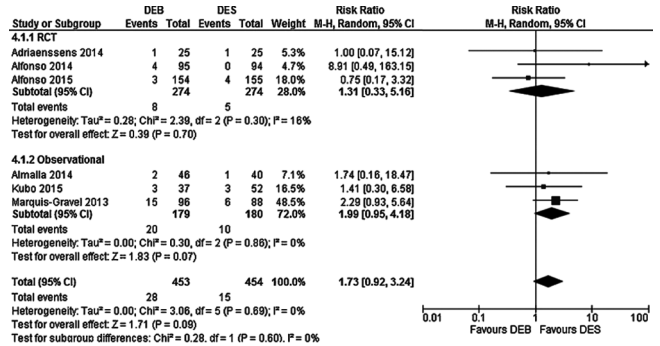 DEB DES Risk Ratio Risk Ratio
Study or Subgroup Events Total Events Total Weight M-H, Random, 95% CI M-H, Random, 95% CI
4.1.1 RCT
Adriaenssens 2014 1 25 1 25 5.3% 1.00 [0.07, 15.12]
Alfonso 2014 4 95 0 94 4.7% 8.91 [0.49, 163.15]
Alfonso 2015 3 154 4 155 18.0% 0.75 [0.17, 3.32]
Subtotal (95% CI) 274 274 28.0% 1.31 [0.33, 5.16]
Total events 8 5
Heterogeneity: Tau² = 0.28; Chi² = 2.39, df = 2 (P = 0.30); I² = 16%
Test for overall effect: Z = 0.39 (P = 0.70)
4.1.2 Observational
Almalla 2014 2 46 1 40 7.1% 1.74 [0.16, 18.47]
Kubo 2015 3 37 3 52 16.5% 1.41 [0.30, 6.58]
Marquis-Gravel 2013 15 96 6 88 48.5% 2.29 [0.93, 5.64]
Subtotal (95% CI) 179 180 72.0% 1.99 [0.95, 4.18]
Total events 20 10
Heterogeneity: Tau² = 0.00; Chi² = 0.30, df = 2 (P = 0.86); I² = 0%
Test for overall effect: Z = 1.83 (P = 0.07)
Total (95% CI) 453 454 100.0% 1.73 [0.92, 3.24]
Total events 28 15
Heterogeneity: Tau² = 0.00; Chi² = 3.06, df = 5 (P = 0.69); I² = 0%
Test for overall effect: Z = 1.71 (P = 0.09)
Test for subgroup differences: Chi² = 0.28, df = 1 (P = 0.60), I² = 0%
0.01 0.1 1 10 100
Favours DEB Favours DES